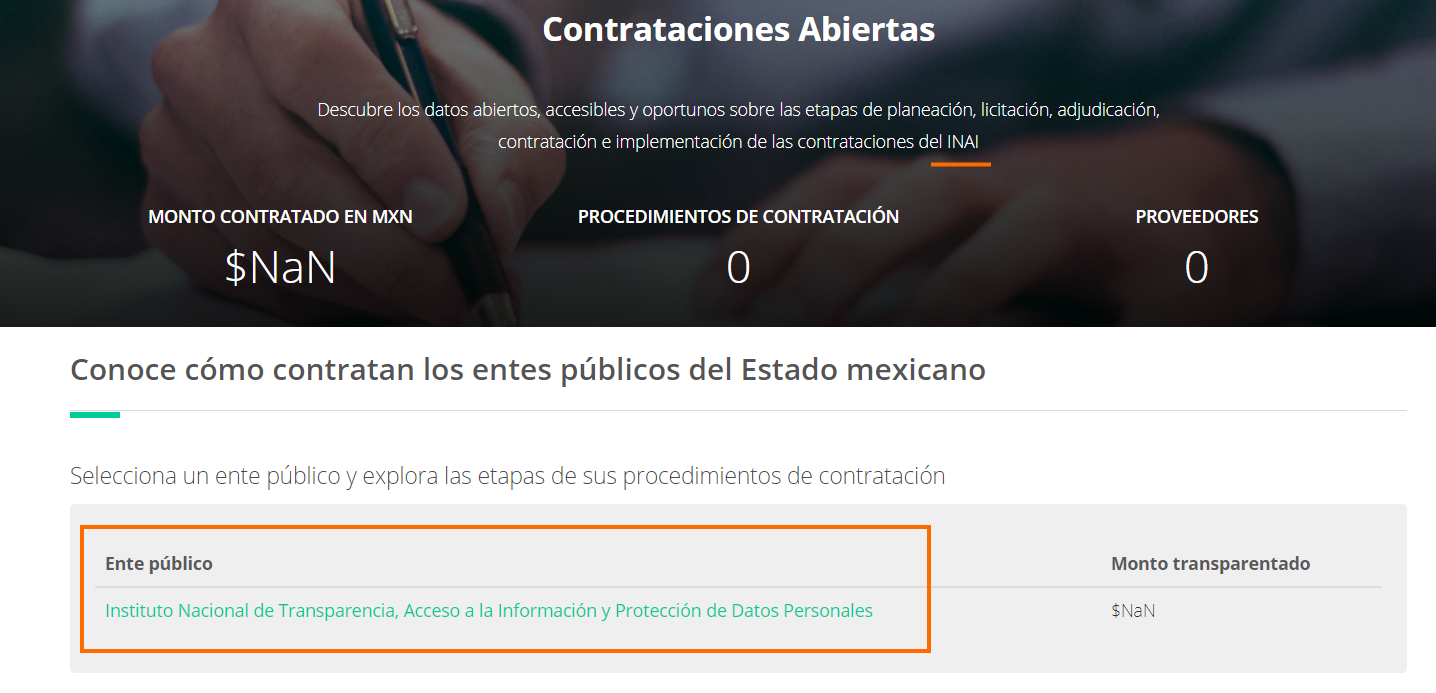 Contrataciones Abiertas
Descubre los datos abiertos, accesibles y oportunos sobre las etapas de planeación, licitación, adjudicación,
contratación e implementación de las contrataciones del INAI
MONTO CONTRATADO EN MXN
$NaN
PROCEDIMIENTOS DE CONTRATACIÓN
0
PROVEEDORES
0
Conoce cómo contratan los entes públicos del Estado mexicano
Selecciona un ente público y explora las etapas de sus procedimientos de contratación
Ente público Monto transparentado
Instituto Nacional de Transparencia, Acceso a la Información y Protección de Datos Personales $NaN